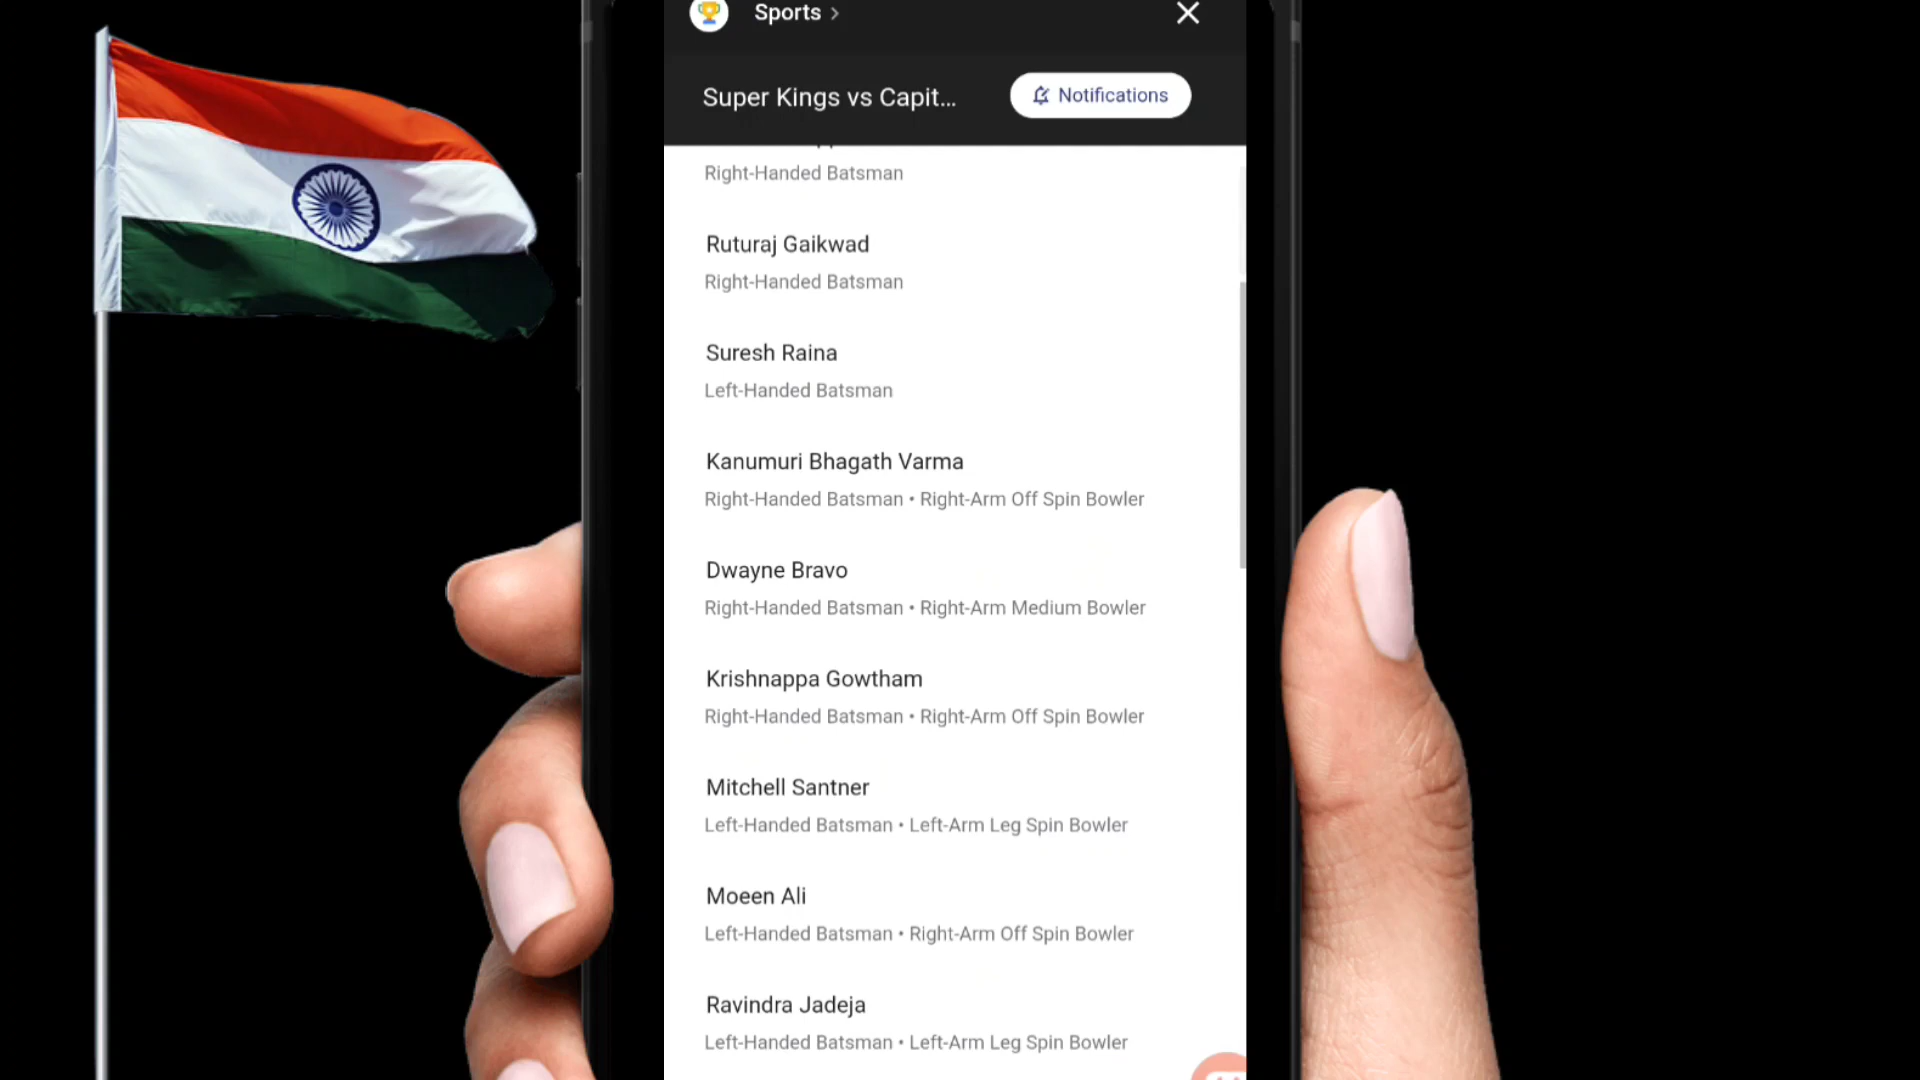 Sports
Super Kings vs Capit...
Notifications
Right-Handed Batsman
Ruturaj Gaikwad
Right-Handed Batsman
Suresh Raina
Left-Handed Batsman
Kanumuri Bhagath Varma
Right-Handed Batsman • Right-Arm Off Spin Bowler
Dwayne Bravo
Right-Handed Batsman • Right-Arm Medium Bowler
Krishnappa Gowtham
Right-Handed Batsman • Right-Arm Off Spin Bowler
Mitchell Santner
Left-Handed Batsman • Left-Arm Leg Spin Bowler
Moeen Ali
Left-Handed Batsman • Right-Arm Off Spin Bowler
Ravindra Jadeja
Left-Handed Batsman • Left-Arm Leg Spin Bowler